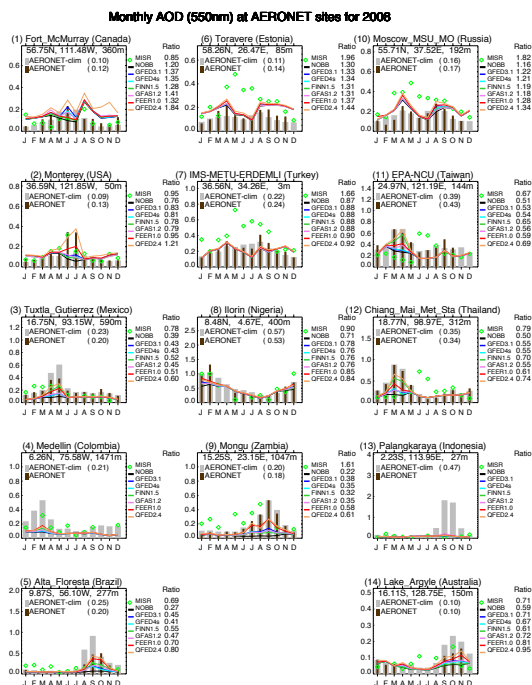 Monthly AOD (550nm) at AERONET sites for 2008
(1) Fort_McMurray (Canada)
56.75N, 111.48W, 360m
AERONET-clim (0.10)
AERONET (0.12)
Ratio
MISR 0.85
NOBB 1.20
GFED3.1 1.37
GFED4s 1.35
FINN1.5 1.28
GFAS1.2 1.41
FEER1.0 1.32
QFED2.4 1.84
J F M A M J J A S O N D
(6) Toravere (Estonia)
58.26N, 26.47E, 85m
AERONET-clim (0.11)
AERONET (0.14)
Ratio
MISR 1.96
NOBB 1.30
GFED3.1 1.33
GFED4s 1.34
FINN1.5 1.31
GFAS1.2 1.31
FEER1.0 1.37
QFED2.4 1.44
J F M A M J J A S O N D
(10) Moscow_MSU_MO (Russia)
55.71N, 37.52E, 192m
AERONET-clim (0.16)
AERONET (0.17)
Ratio
MISR 1.82
NOBB 1.16
GFED3.1 1.22
GFED4s 1.21
FINN1.5 1.19
GFAS1.2 1.18
FEER1.0 1.28
QFED2.4 1.34
J F M A M J J A S O N D
(2) Monterey (USA)
36.59N, 121.85W, 50m
AERONET-clim (0.09)
AERONET (0.13)
Ratio
MISR 0.95
NOBB 0.76
GFED3.1 0.83
GFED4s 0.81
FINN1.5 0.78
GFAS1.2 0.79
FEER1.0 0.95
QFED2.4 1.21
J F M A M J J A S O N D
(7) IMS-METU-ERDEMLI (Turkey)
36.56N, 34.26E, 3m
AERONET-clim (0.22)
AERONET (0.24)
Ratio
MISR 1.66
NOBB 0.87
GFED3.1 0.88
GFED4s 0.88
FINN1.5 0.88
GFAS1.2 0.88
FEER1.0 0.90
QFED2.4 0.92
J F M A M J J A S O N D
(11) EPA-NCU (Taiwan)
24.97N, 121.19E, 144m
AERONET-clim (0.39)
AERONET (0.43)
Ratio
MISR 0.67
NOBB 0.51
GFED3.1 0.53
GFED4s 0.54
FINN1.5 0.65
GFAS1.2 0.56
FEER1.0 0.59
QFED2.4 0.69
J F M A M J J A S O N D
(3) Tuxtla_Gutierrez (Mexico)
16.75N, 93.15W, 590m
AERONET-clim (0.23)
AERONET (0.20)
Ratio
MISR 0.78
NOBB 0.39
GFED3.1 0.43
GFED4s 0.43
FINN1.5 0.52
GFAS1.2 0.45
FEER1.0 0.51
QFED2.4 0.60
J F M A M J J A S O N D
(8) Ilorin (Nigeria)
8.48N, 4.67E, 400m
AERONET-clim (0.57)
AERONET (0.53)
Ratio
MISR 0.90
NOBB 0.71
GFED3.1 0.78
GFED4s 0.76
FINN1.5 0.76
GFAS1.2 0.76
FEER1.0 0.85
QFED2.4 0.84
J F M A M J J A S O N D
(12) Chiang_Mai_Met_Sta (Thailand)
18.77N, 98.97E, 312m
AERONET-clim (0.35)
AERONET (0.34)
Ratio
MISR 0.79
NOBB 0.50
GFED3.1 0.55
GFED4s 0.55
FINN1.5 0.70
GFAS1.2 0.55
FEER1.0 0.61
QFED2.4 0.74
J F M A M J J A S O N D
(4) Medellin (Colombia)
6.26N, 75.58W, 1471m
AERONET-clim (0.21)
Ratio
MISR
NOBB
GFED3.1
GFED4s
FINN1.5
GFAS1.2
FEER1.0
QFED2.4
J F M A M J J A S O N D
(9) Mongu (Zambia)
15.25S, 23.15E, 1047m
AERONET-clim (0.20)
AERONET (0.18)
Ratio
MISR 1.61
NOBB 0.22
GFED3.1 0.38
GFED4s 0.35
FINN1.5 0.32
GFAS1.2 0.35
FEER1.0 0.58
QFED2.4 0.61
J F M A M J J A S O N D
(13) Palangkaraya (Indonesia)
2.23S, 113.95E, 27m
AERONET-clim (0.47)
Ratio
MISR
NOBB
GFED3.1
GFED4s
FINN1.5
GFAS1.2
FEER1.0
QFED2.4
J F M A M J J A S O N D
(5) Alta_Floresta (Brazil)
9.87S, 56.10W, 277m
AERONET-clim (0.25)
AERONET (0.20)
Ratio
MISR 0.69
NOBB 0.27
GFED3.1 0.45
GFED4s 0.41
FINN1.5 0.55
GFAS1.2 0.47
FEER1.0 0.70
QFED2.4 0.80
J F M A M J J A S O N D
(14) Lake_Argyle (Australia)
16.11S, 128.75E, 150m
AERONET-clim (0.10)
AERONET (0.10)
Ratio
MISR 0.71
NOBB 0.59
GFED3.1 0.71
GFED4s 0.67
FINN1.5 0.61
GFAS1.2 0.72
FEER1.0 0.81
QFED2.4 0.95
J F M A M J J A S O N D